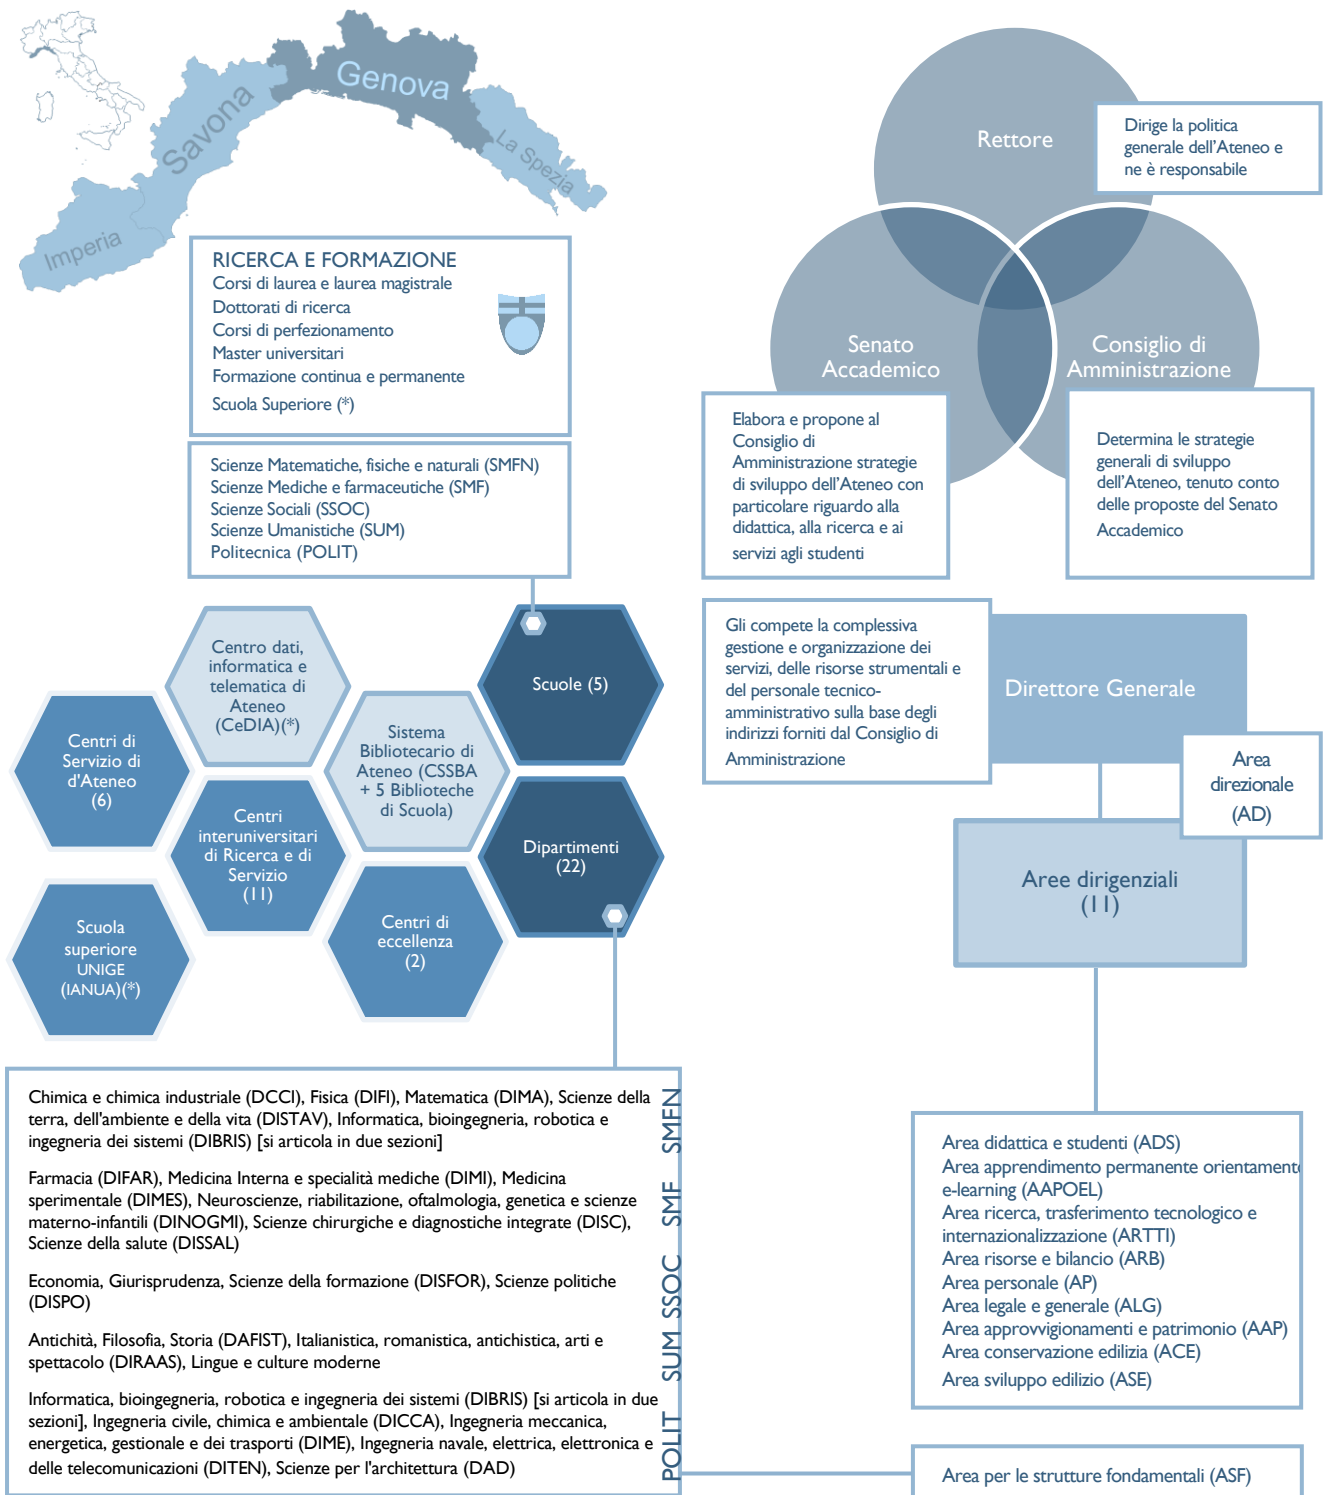 Genova
Savona
La Spezia
Imperia
RICERCA E FORMAZIONE
Corsi di laurea e laurea magistrale
Dottorati di ricerca
Corsi di perfezionamento
Master universitari
Formazione continua e permanente
Scuola Superiore (*)
Scienze Matematiche, fisiche e naturali (SMFN)
Scienze Mediche e farmaceutiche (SMF)
Scienze Sociali (SSOC)
Scienze Umanistiche (SUM)
Politecnica (POLIT)
Centro dati,
informatica e
telematica di
Ateneo
(CeDIA)(*)
Scuole (5)
Centri di
Servizio di
d'Ateneo
(6)
Sistema
Bibliotecario di
Ateneo (CSSBA
+ 5 Biblioteche
di Scuola)
Centri
interuniversitari
di Ricerca e di
Servizio
(11)
Dipartimenti
(22)
Scuola
superiore
UNIGE
(IANUA)(*)
Centri di
eccellenza
(2)
Chimica e chimica industriale (DCCI), Fisica (DIFI), Matematica (DIMA), Scienze della
terra, dell'ambiente e della vita (DISTAV), Informatica, bioingegneria, robotica e
ingegneria dei sistemi (DIBRIS) [si articola in due sezioni]
SMFN
Farmacia (DIFAR), Medicina Interna e specialità mediche (DIMI), Medicina
sperimentale (DIMES), Neuroscienze, riabilitazione, oftalmologia, genetica e scienze
materno-infantili (DINOGMI), Scienze chirurgiche e diagnostiche integrate (DISC),
Scienze della salute (DISSAL)
SMF
Economia, Giurisprudenza, Scienze della formazione (DISFOR), Scienze politiche
(DISPO)
SSOC
Antichità, Filosofia, Storia (DAFIST), Italianistica, romanistica, antichistica, arti e
spettacolo (DIRAAS), Lingue e culture moderne
SUM
Informatica, bioingegneria, robotica e ingegneria dei sistemi (DIBRIS) [si articola in due
sezioni], Ingegneria civile, chimica e ambientale (DICCA), Ingegneria meccanica,
energetica, gestionale e dei trasporti (DIME), Ingegneria navale, elettrica, elettronica e
delle telecomunicazioni (DITEN), Scienze per l'architettura (DAD)
POLIT
Rettore
Dirige la politica
generale dell'Ateneo e
ne è responsabile
Senato
Accademico
Consiglio di
Amministrazione
Elabora e propone al
Consiglio di
Amministrazione strategie
di sviluppo dell'Ateneo con
particolare riguardo alla
didattica, alla ricerca e ai
servizi agli studenti
Determina le strategie
generali di sviluppo
dell'Ateneo, tenuto conto
delle proposte del Senato
Accademico
Gli compete la complessiva
gestione e organizzazione dei
servizi, delle risorse strumentali e
del personale tecnico-
amministrativo sulla base degli
indirizzi forniti dal Consiglio di
Amministrazione
Direttore Generale
Area
direzionale
(AD)
Aree dirigenziali
(11)
Area didattica e studenti (ADS)
Area apprendimento permanente orientamento
e-learning (AAPOEL)
Area ricerca, trasferimento tecnologico e
internazionalizzazione (ARTTI)
Area risorse e bilancio (ARB)
Area personale (AP)
Area legale e generale (ALG)
Area approvvigionamenti e patrimonio (AAP)
Area conservazione edilizia (ACE)
Area sviluppo edilizio (ASE)
Area per le strutture fondamentali (ASF)